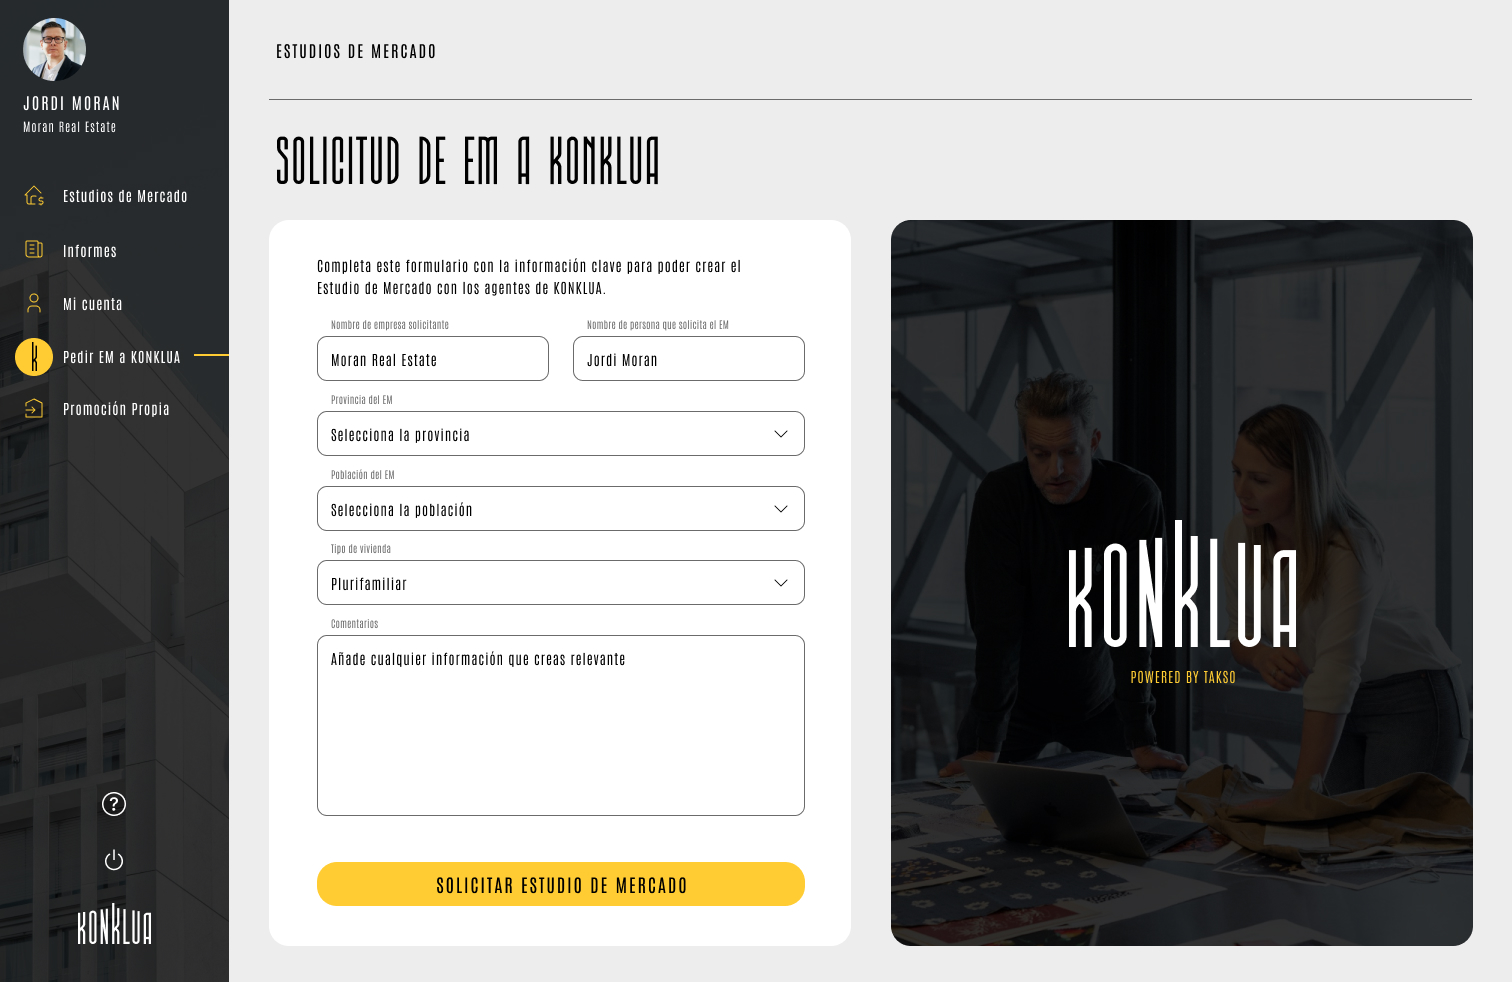 JORDI MORAN
Moran Real Estate
Estudios de Mercado
Informes
Mi cuenta
Pedir EM a KONKLUA
Promoción Propia
?
KONKLUA
ESTUDIOS DE MERCADO
SOLICITUD DE EM A KONKLUA
Completa este formulario con la información clave para poder crear el
Estudio de Mercado con los agentes de KONKLUA.
Nombre de empresa solicitante
Moran Real Estate
Nombre de persona que solicita el EM
Jordi Moran
Provincia del EM
Selecciona la provincia
Población del EM
Selecciona la población
Tipo de vivienda
Plurifamiliar
Comentarios
Añade cualquier información que creas relevante
SOLICITAR ESTUDIO DE MERCADO
KONKLUA
POWERED BY TAKSO